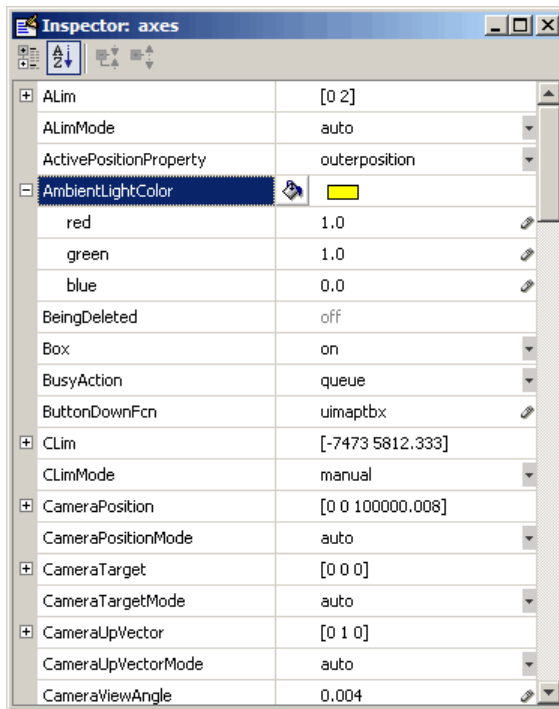 Inspector: axes
A
Z
ALim [0 2]
ALimMode auto
ActivePositionProperty outerposition
AmbientLightColor
red 1.0
green 1.0
blue 0.0
BeingDeleted off
Box on
BusyAction queue
ButtonDownFcn uimaptbx
CLim [-7473 5812.333]
CLimMode manual
CameraPosition [0 0 100000.008]
CameraPositionMode auto
CameraTarget [0 0 0]
CameraTargetMode auto
CameraUpVector [0 1 0]
CameraUpVectorMode auto
CameraViewAngle 0.004